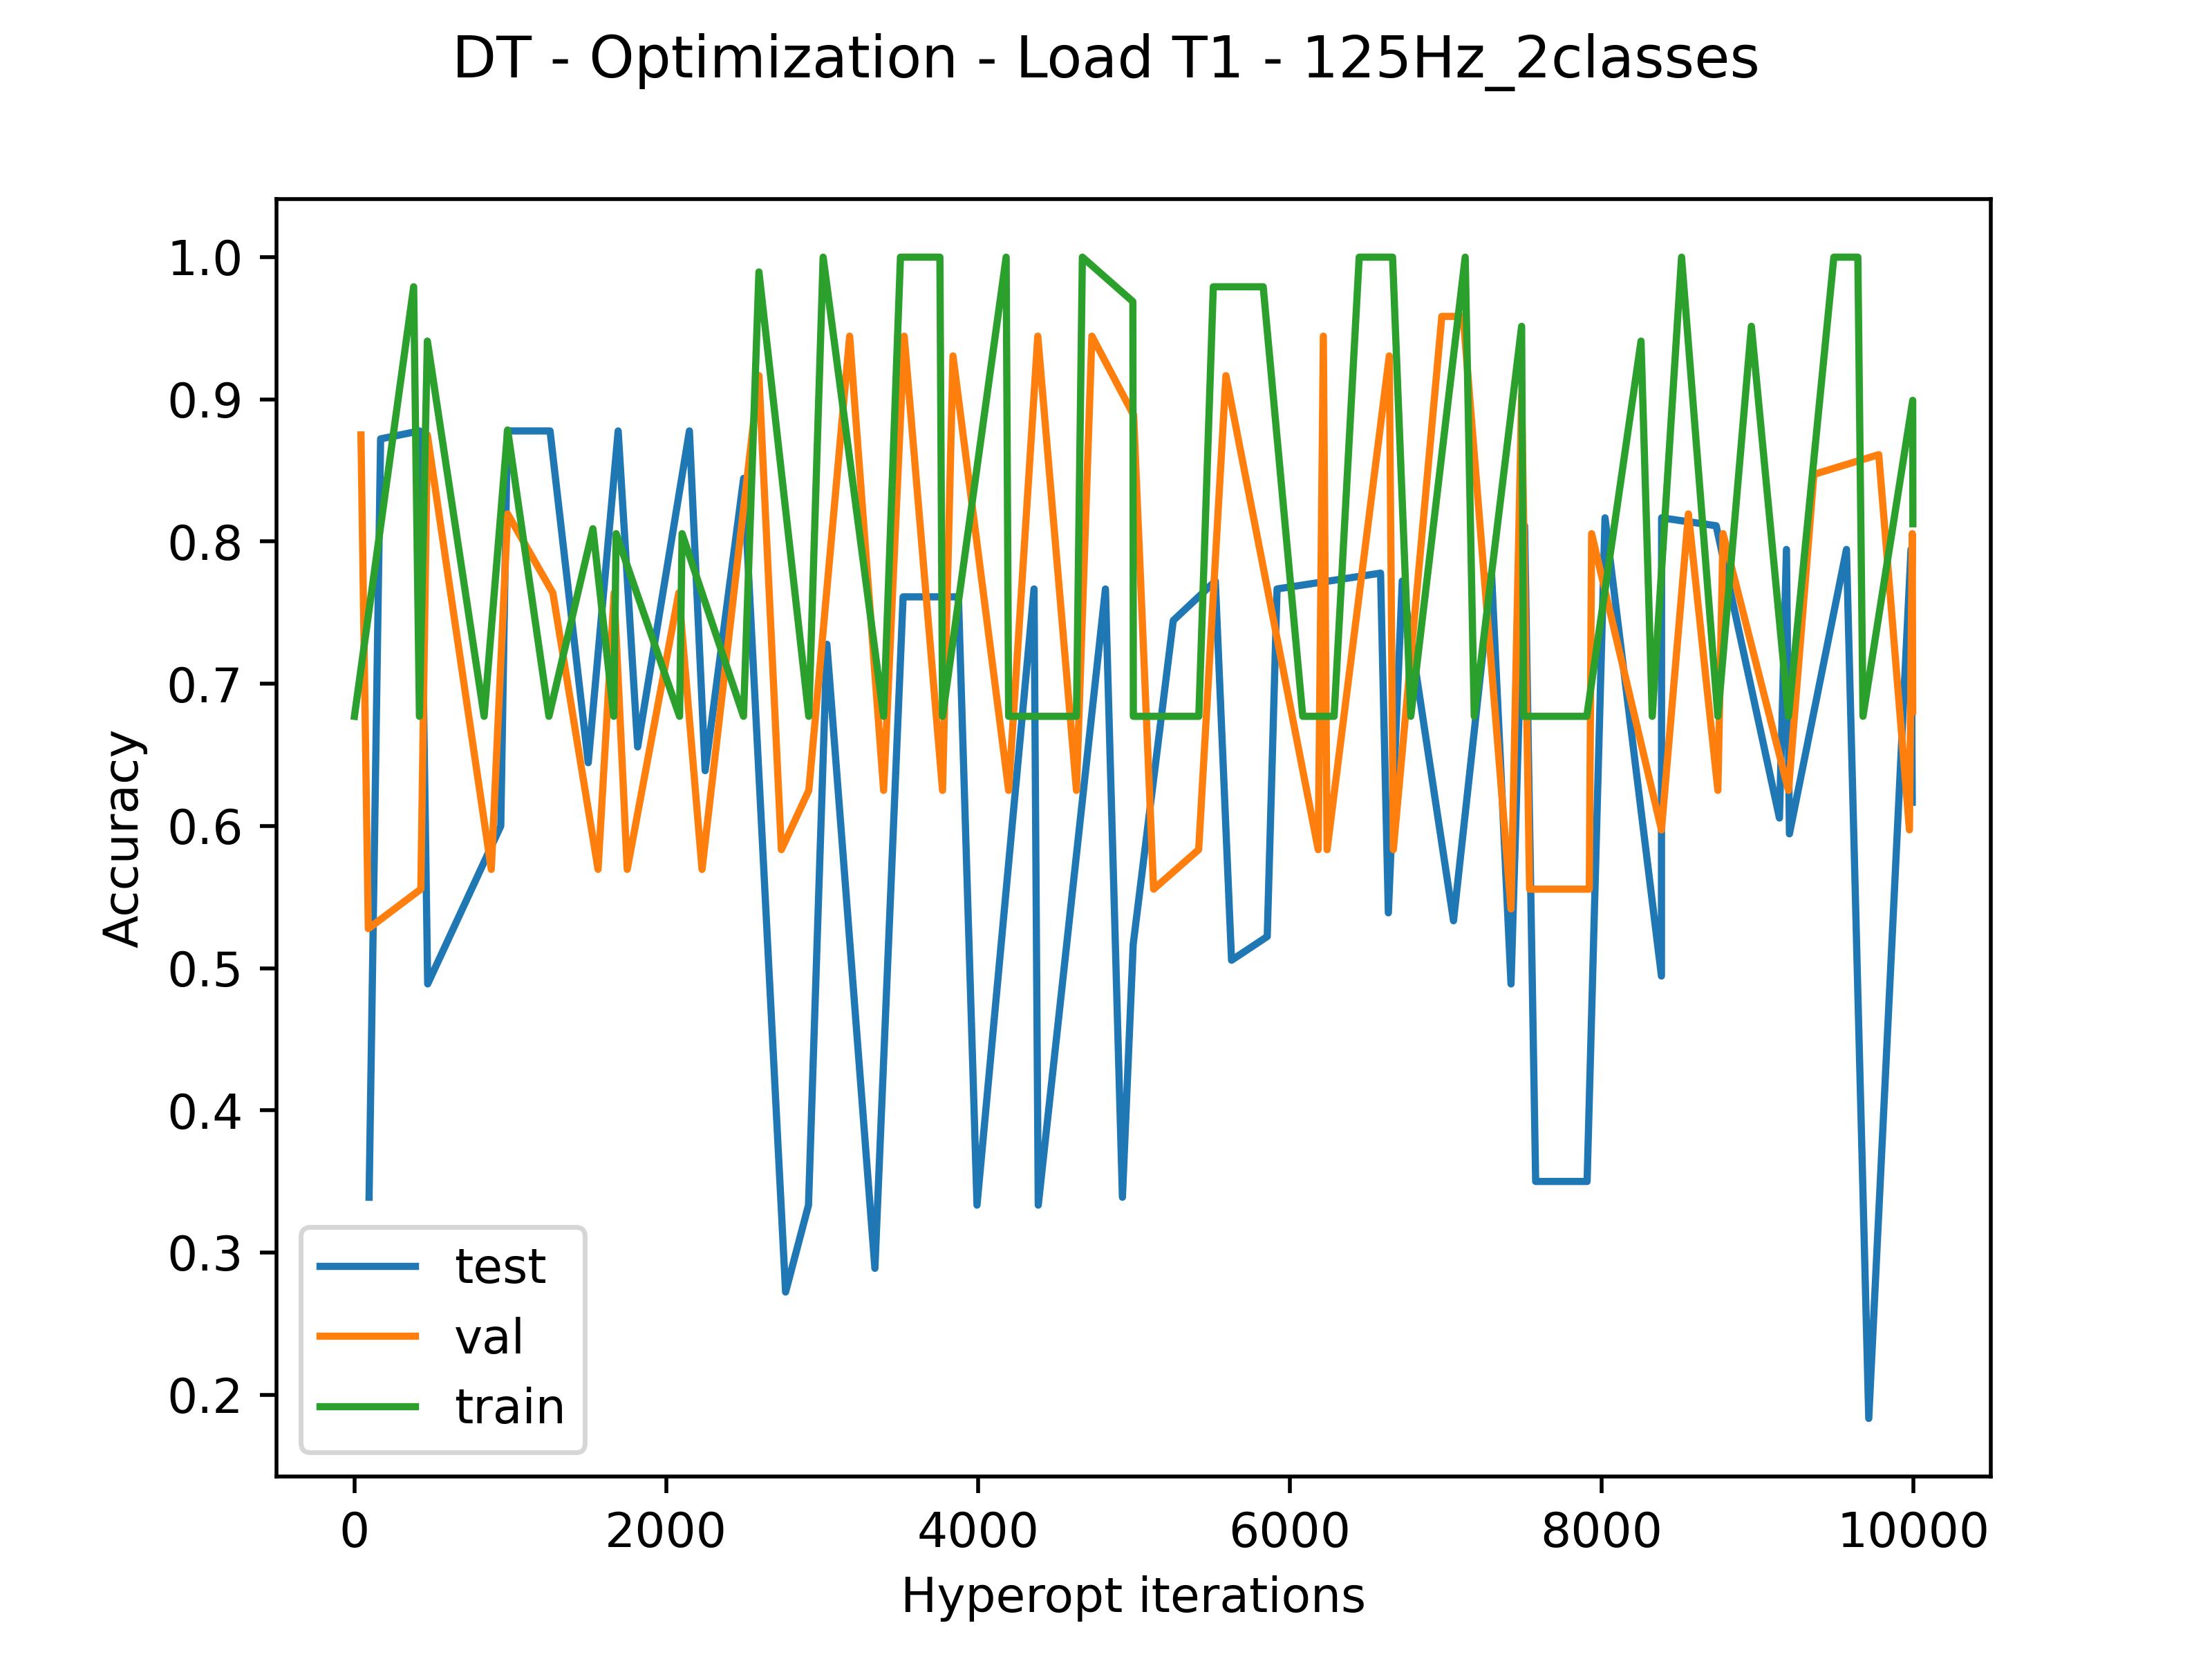 DT - Optimization - Load T1 - 125Hz_2classes
1.0
0.9
0.8
0.7
0.6
0.5
0.4
0.3
0.2
Accuracy
test
val
train
0 2000 4000 6000 8000 10000
Hyperopt iterations